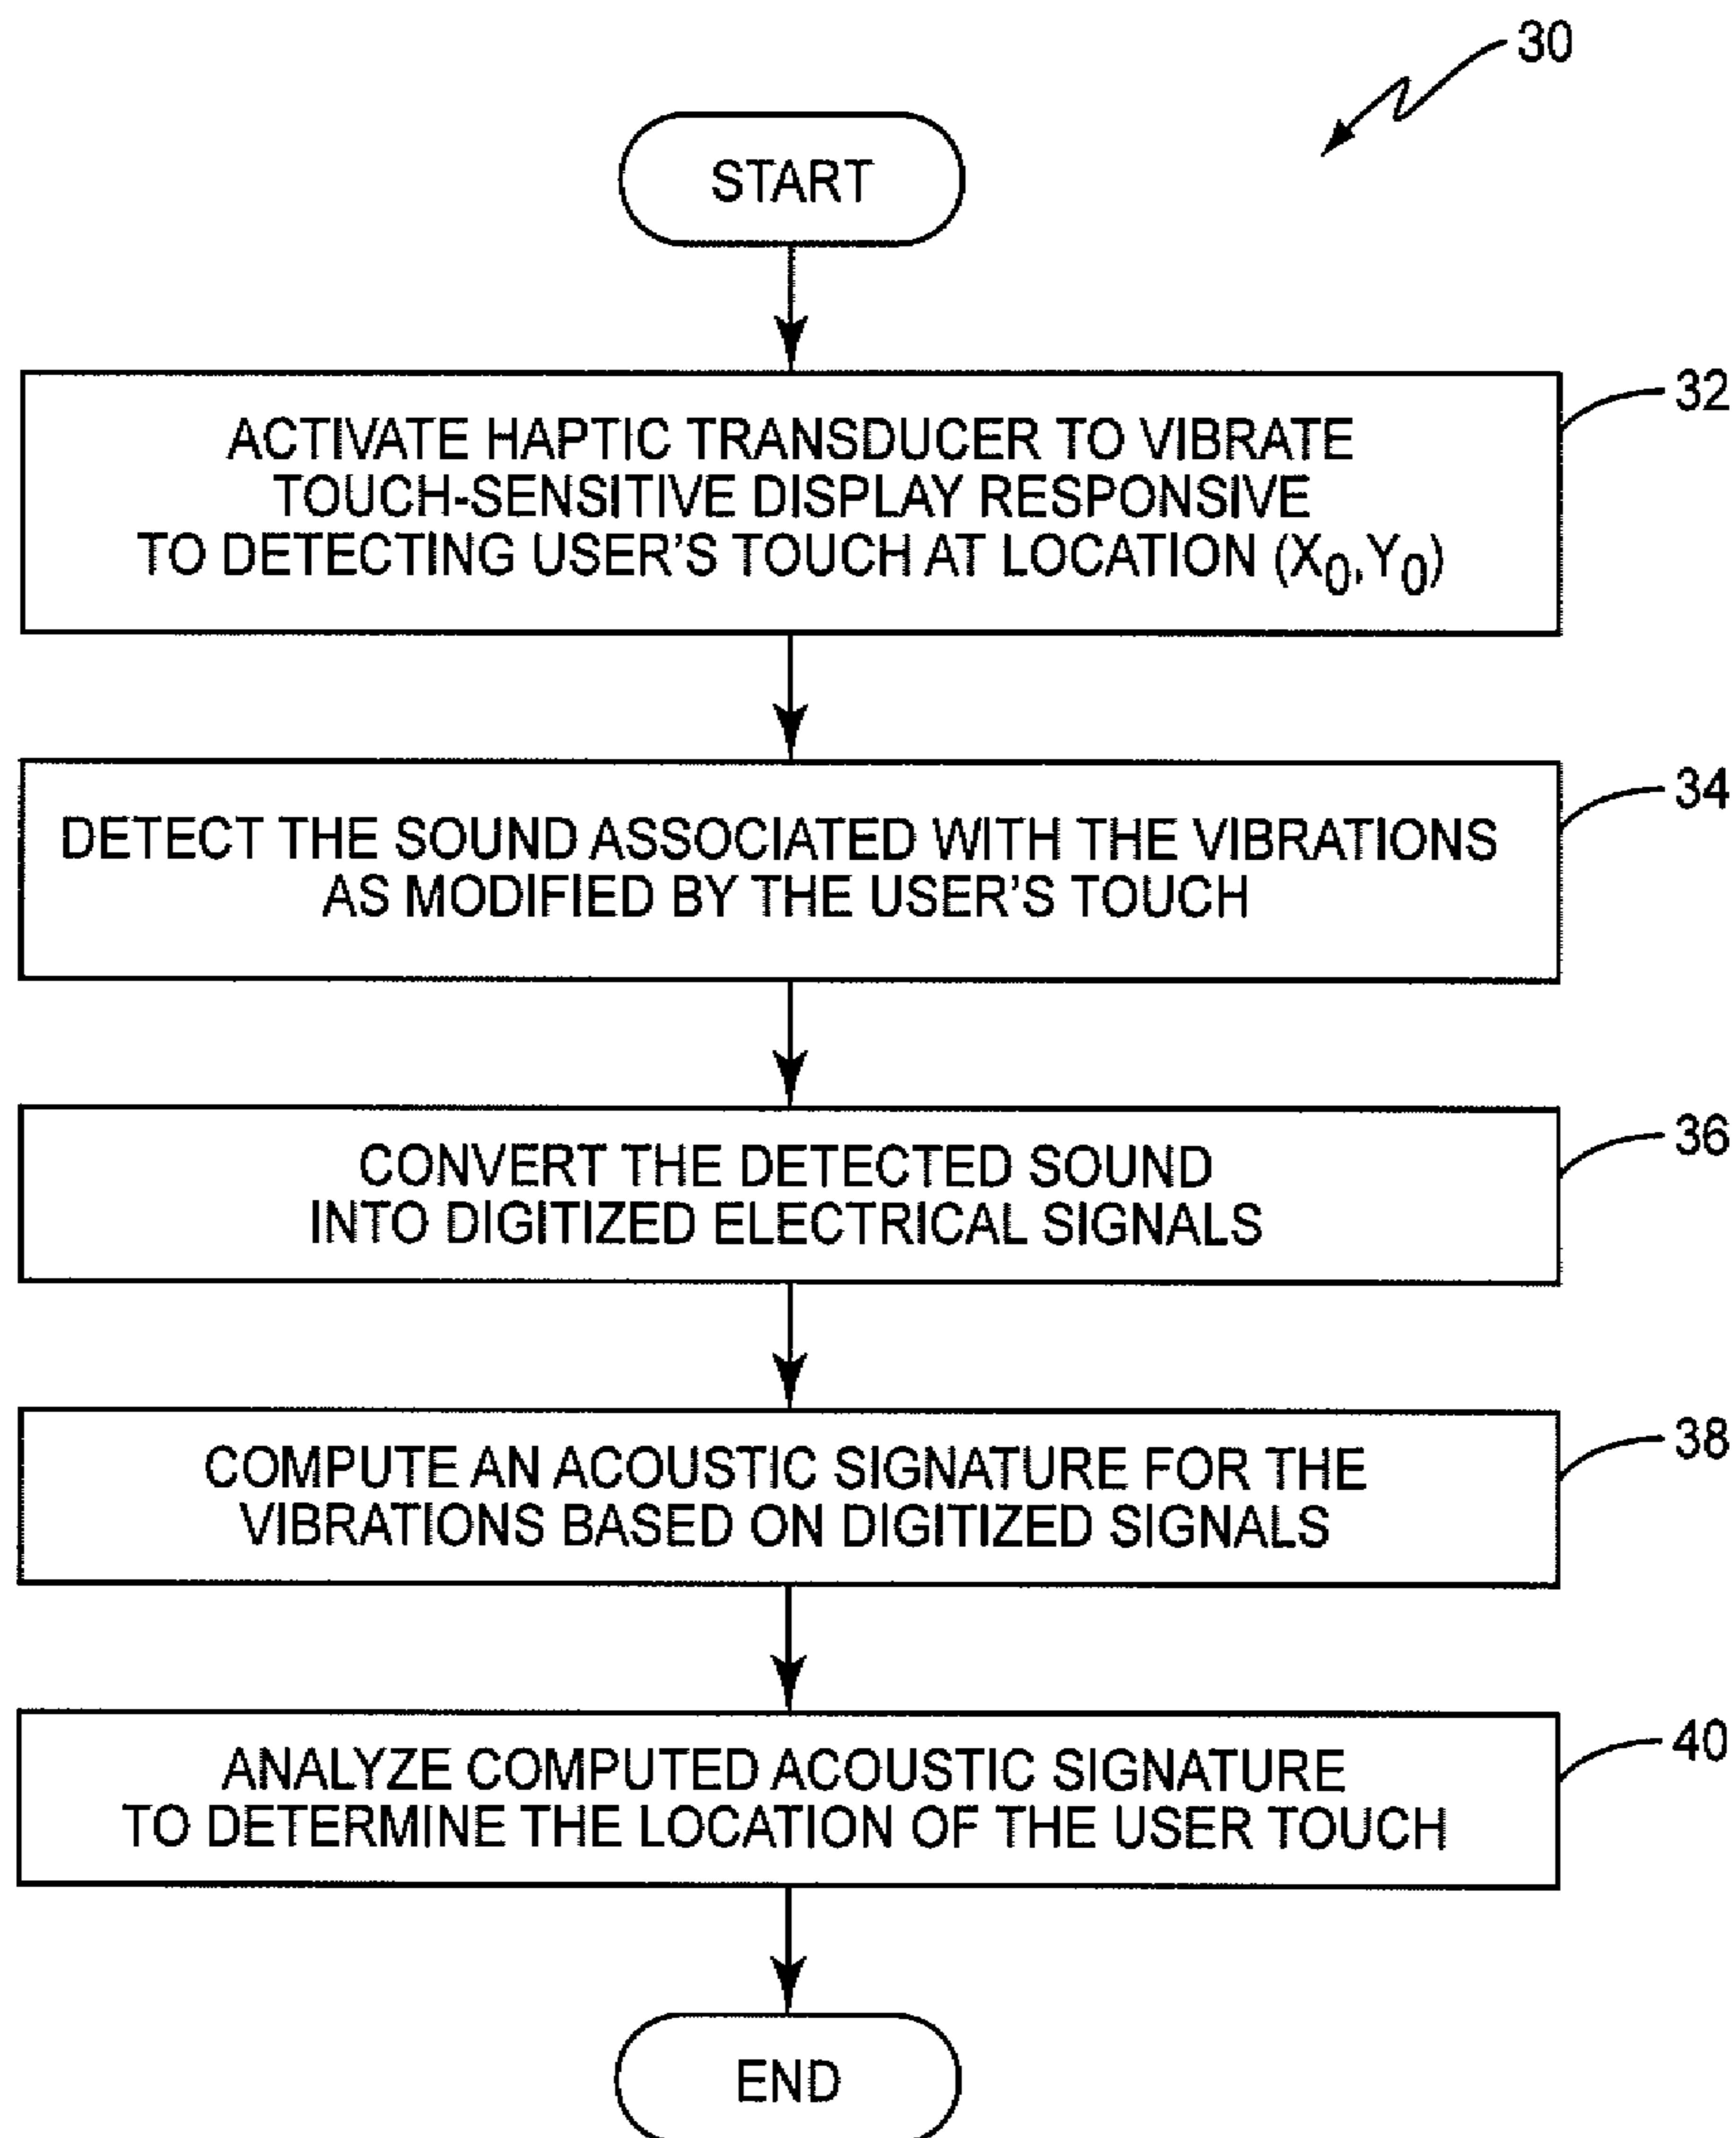 30
START
32
ACTIVATE HAPTIC TRANSDUCER TO VIBRATE
TOUCH-SENSITIVE DISPLAY RESPONSIVE
TO DETECTING USER'S TOUCH AT LOCATION (X₀,Y₀)
34
DETECT THE SOUND ASSOCIATED WITH THE VIBRATIONS
AS MODIFIED BY THE USER'S TOUCH
36
CONVERT THE DETECTED SOUND
INTO DIGITIZED ELECTRICAL SIGNALS
38
COMPUTE AN ACOUSTIC SIGNATURE FOR THE
VIBRATIONS BASED ON DIGITIZED SIGNALS
40
ANALYZE COMPUTED ACOUSTIC SIGNATURE
TO DETERMINE THE LOCATION OF THE USER TOUCH
END